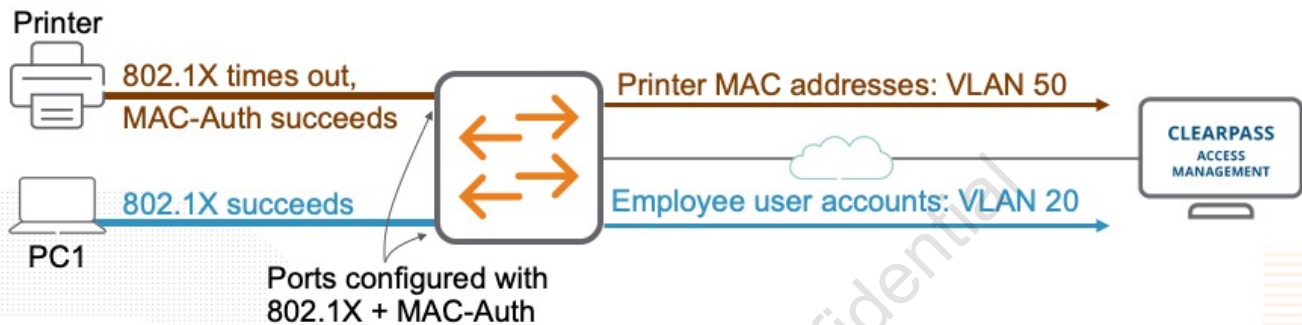 Printer
802.1X times out,
MAC-Auth succeeds
Printer MAC addresses: VLAN 50
CLEARPASS
ACCESS
MANAGEMENT
802.1X succeeds
Employee user accounts: VLAN 20
PC1
Ports configured with
802.1X + MAC-Auth